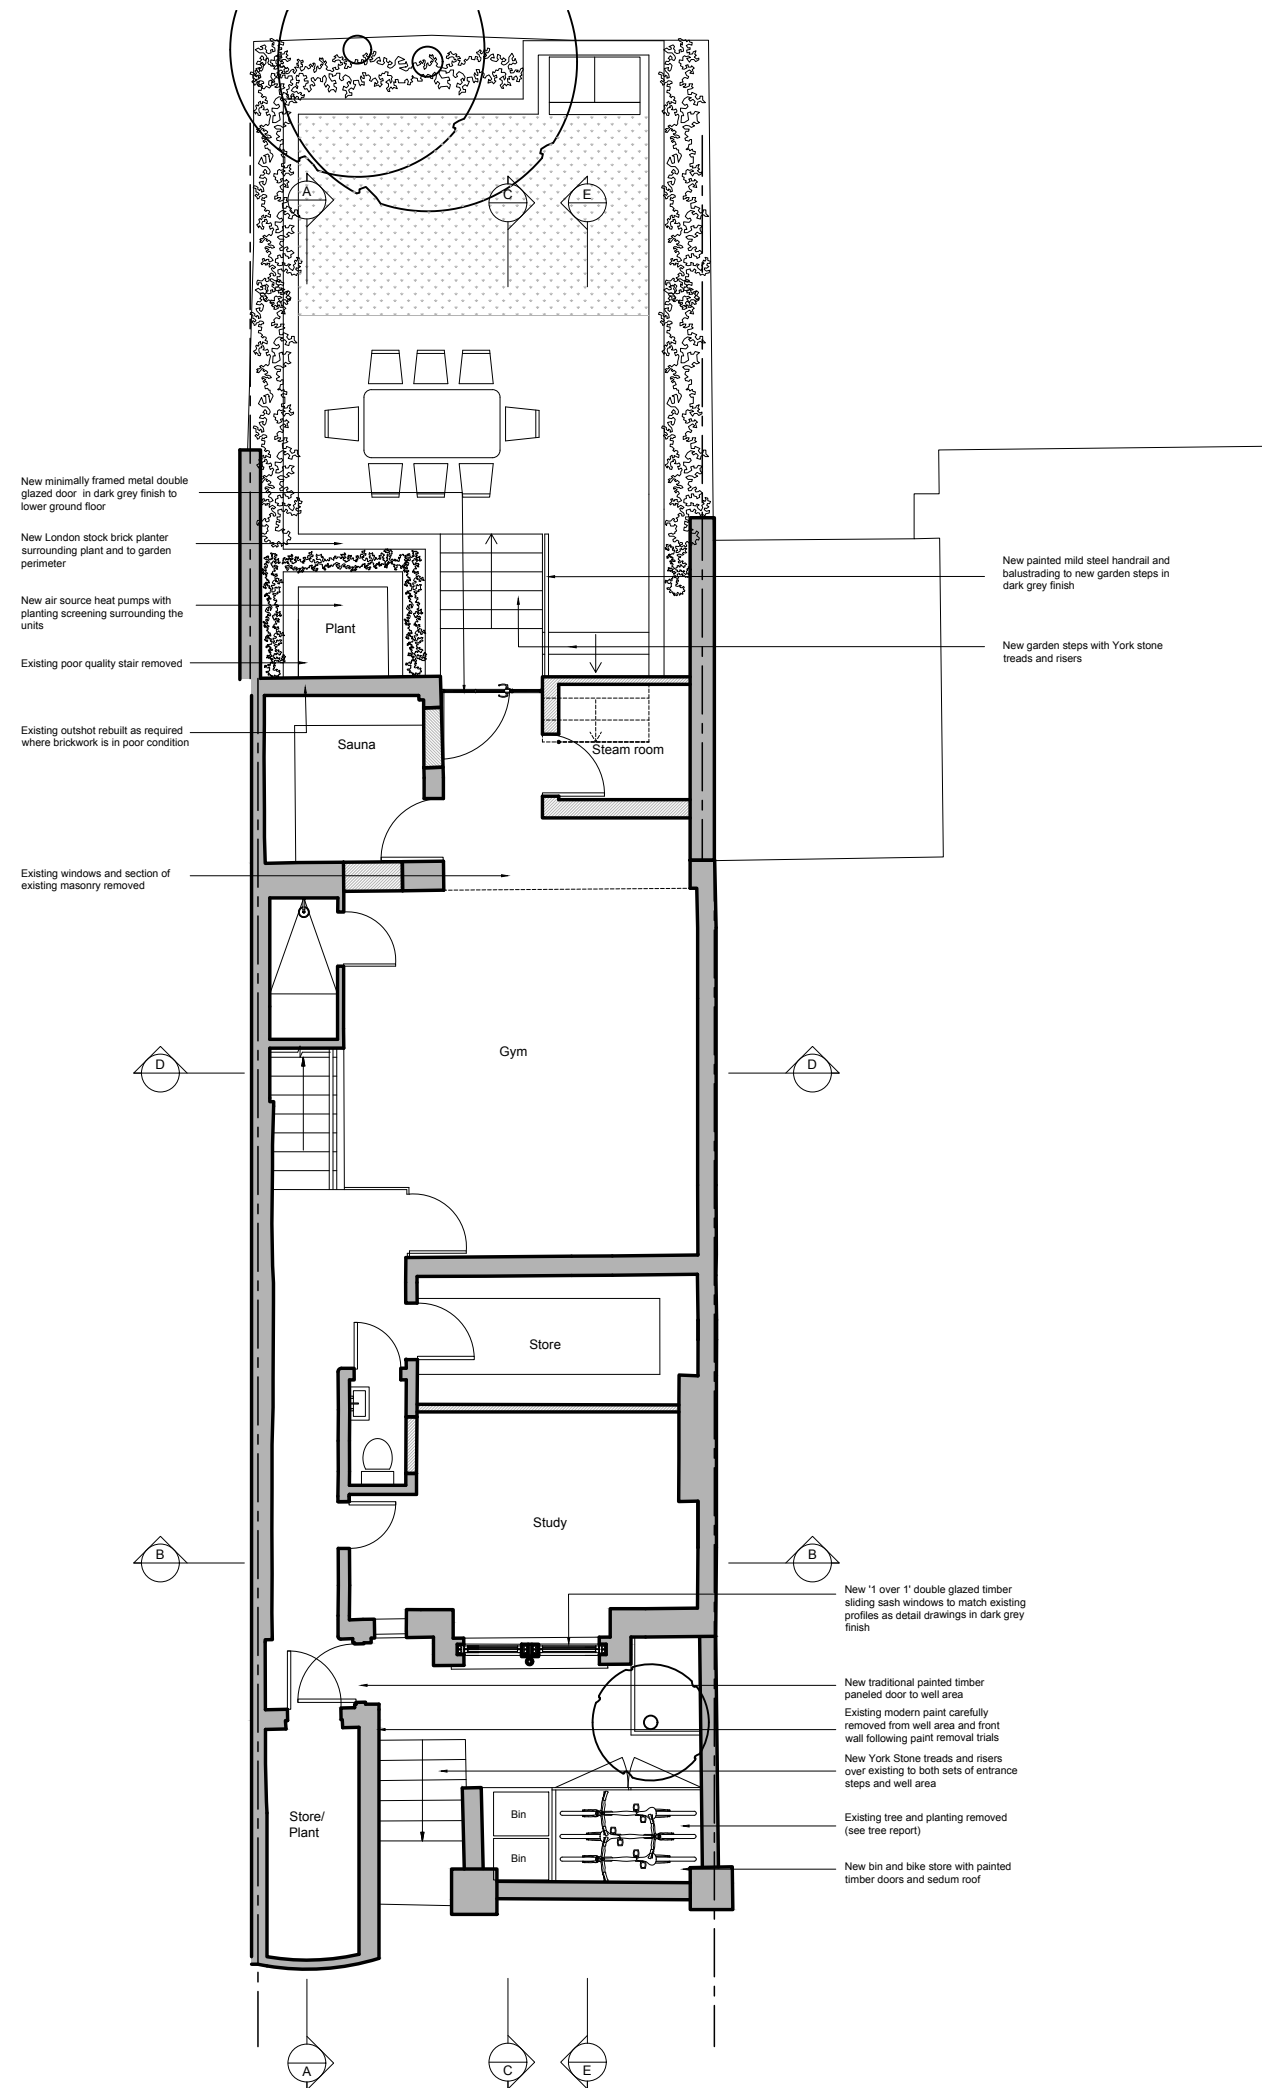 A
C
E
New minimally framed metal double
glazed door in dark grey finish to
lower ground floor
New London stock brick planter
surrounding plant and to garden
perimeter
New painted mild steel handrail and
balustrading to new garden steps in
dark grey finish
New air source heat pumps with
planting screening surrounding the
units
Plant
New garden steps with York stone
treads and risers
Existing poor quality stair removed
Existing outshot rebuilt as required
where brickwork is in poor condition
Sauna
Steam room
Existing windows and section of
existing masonry removed
Gym
D
D
Store
Study
B
B
New '1 over 1' double glazed timber
sliding sash windows to match existing
profiles as detail drawings in dark grey
finish
New traditional painted timber
paneled door to well area
Existing modern paint carefully
removed from well area and front
wall following paint removal trials
New York Stone treads and risers
over existing to both sets of entrance
steps and well area
Store/
Plant
Bin
Bin
Existing tree and planting removed
(see tree report)
New bin and bike store with painted
timber doors and sedum roof
A
C
E